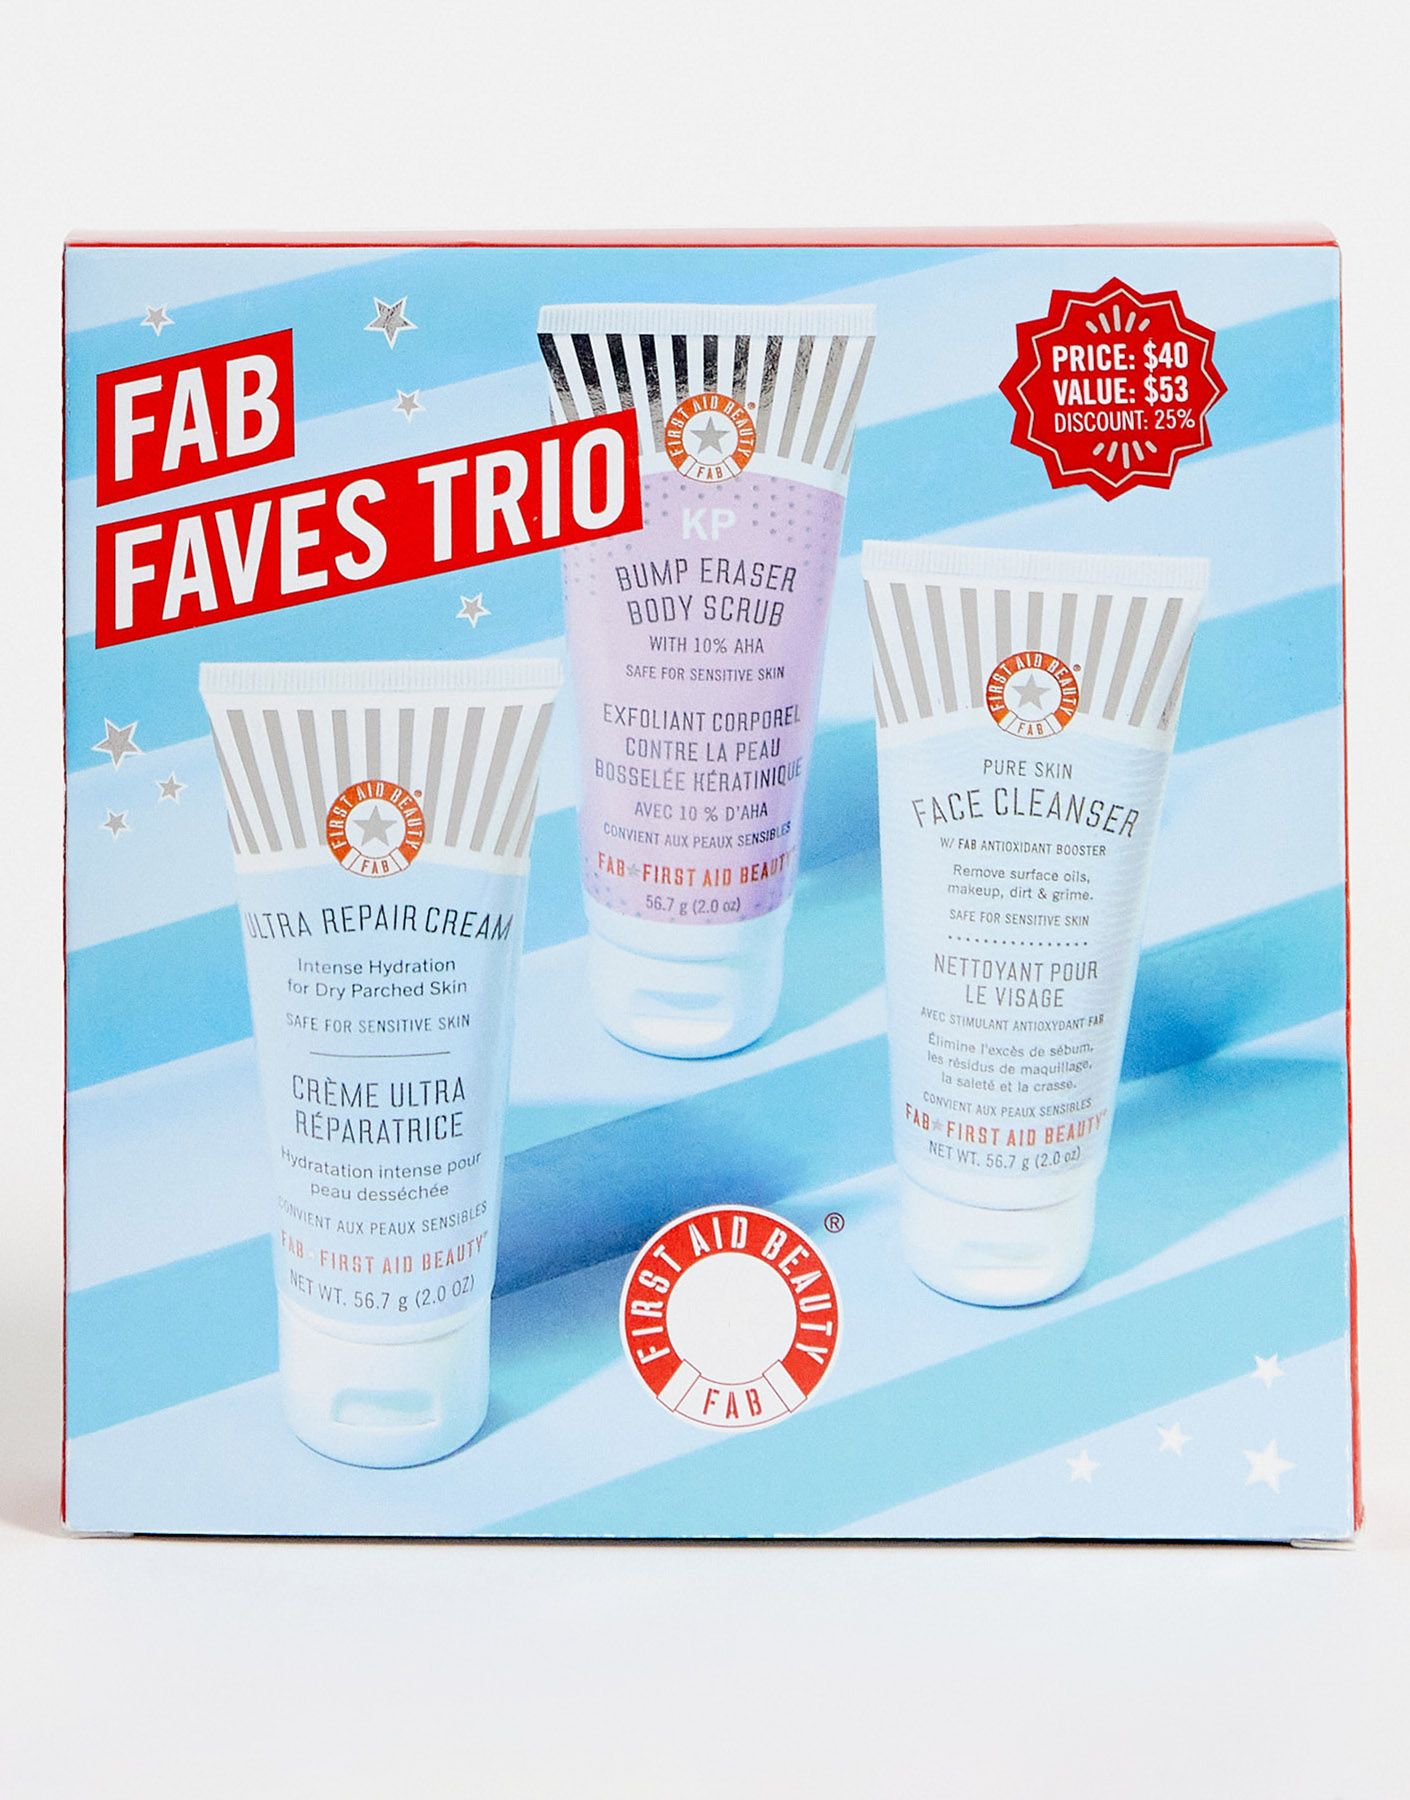 FAB
FAVES TRIO
PRICE: $40
VALUE: $53
DISCOUNT: 25%
FIRST AID BEAUTY®
FAB
KP
BUMP ERASER
BODY SCRUB
WITH 10% AHA
SAFE FOR SENSITIVE SKIN
EXFOLIANT CORPOREL
CONTRE LA PEAU
BOSSELÉE KÉRATINIQUE
AVEC 10 % D'AHA
CONVIENT AUX PEAUX SENSIBLES
FAB★FIRST AID BEAUTY®
56.7 g (2.0 oz)
FIRST AID BEAUTY®
FAB
PURE SKIN
FACE CLEANSER
W/ FAB ANTIOXIDANT BOOSTER
Remove surface oils,
makeup, dirt & grime.
SAFE FOR SENSITIVE SKIN
NETTOYANT POUR
LE VISAGE
AVEC STIMULANT ANTIOXYDANT FAB
Élimine l'excès de sébum,
les résidus de maquillage,
la saleté et la crasse.
CONVIENT AUX PEAUX SENSIBLES
FAB★FIRST AID BEAUTY®
NET WT. 56.7 g (2.0 oz)
FIRST AID BEAUTY®
FAB
ULTRA REPAIR CREAM
Intense Hydration
for Dry Parched Skin
SAFE FOR SENSITIVE SKIN
CRÈME ULTRA
RÉPARATRICE
Hydratation intense pour
peau desséchée
CONVIENT AUX PEAUX SENSIBLES
FAB★FIRST AID BEAUTY®
NET WT. 56.7 g (2.0 OZ)
FIRST AID BEAUTY®
FAB